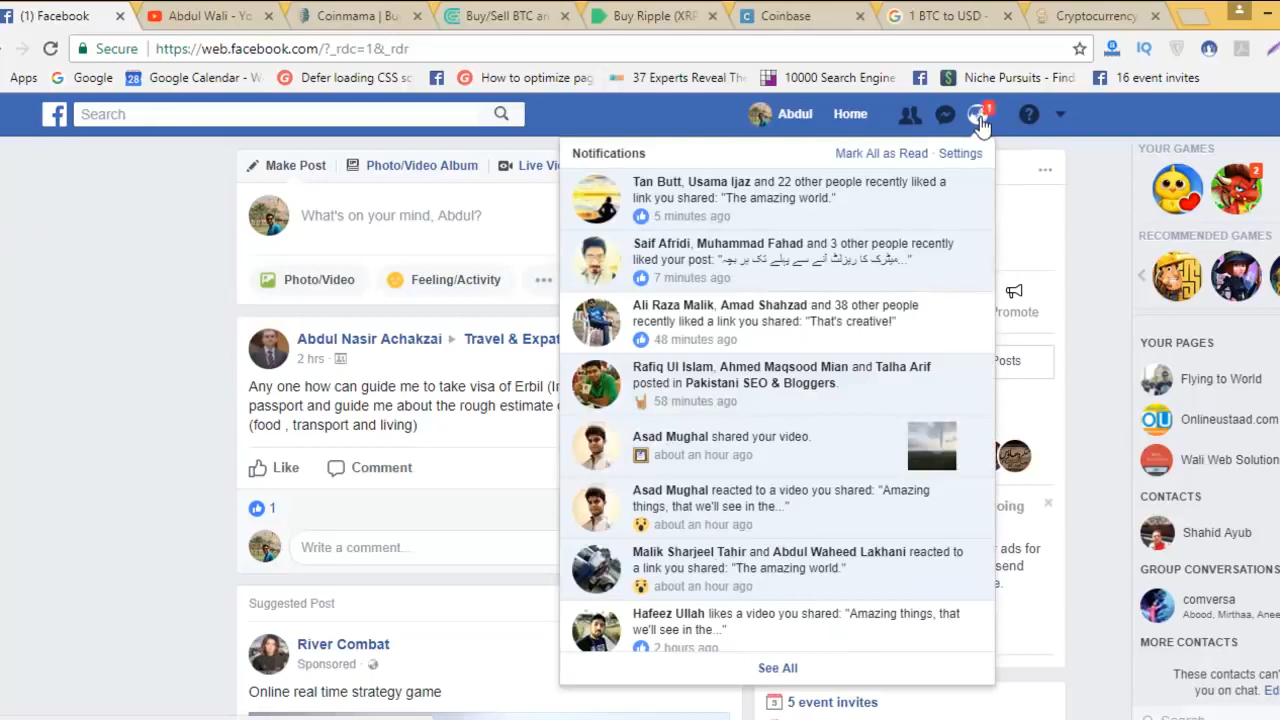 (1) Facebook
Abdul Wali - Yo
Coinmama | Bu
Buy/Sell BTC an
Buy Ripple (XRP
Coinbase
1 BTC to USD -
Cryptocurrency
Secure
https://web.facebook.com/?_rdc=1&_rdr
Apps
Google
Google Calendar - W
Defer loading CSS sc
How to optimize pag
37 Experts Reveal The
10000 Search Engine
Niche Pursuits - Find
16 event invites
Search
Abdul
Home
1
Make Post
Photo/Video Album
Live Vi
What's on your mind, Abdul?
Photo/Video
Feeling/Activity
Abdul Nasir Achakzai
Travel & Expat
2 hrs ·
Any one how can guide me to take visa of Erbil (Ir
passport and guide me about the rough estimate o
(food , transport and living)
Like
Comment
1
Write a comment...
Suggested Post
River Combat
Sponsored ·
Online real time strategy game
Notifications
Mark All as Read · Settings
Tan Butt, Usama Ijaz and 22 other people recently liked a
link you shared: "The amazing world."
5 minutes ago
Saif Afridi, Muhammad Fahad and 3 other people recently
liked your post: "میٹرک کا ریزلٹ آنے سے پہلے تک ہر بچہ..."
7 minutes ago
Ali Raza Malik, Amad Shahzad and 38 other people
recently liked a link you shared: "That's creative!"
48 minutes ago
Rafiq Ul Islam, Ahmed Maqsood Mian and Talha Arif
posted in Pakistani SEO & Bloggers.
58 minutes ago
Asad Mughal shared your video.
about an hour ago
Asad Mughal reacted to a video you shared: "Amazing
things, that we'll see in the..."
about an hour ago
Malik Sharjeel Tahir and Abdul Waheed Lakhani reacted to
a link you shared: "The amazing world."
about an hour ago
Hafeez Ullah likes a video you shared: "Amazing things, that
we'll see in the..."
2 hours ago
See All
romote
Posts
oing
ads for
send
e.
5 event invites
YOUR GAMES
2
RECOMMENDED GAMES
YOUR PAGES
Flying to World
Onlineustaad.com
Wali Web Solution
CONTACTS
Shahid Ayub
GROUP CONVERSATIONS
comversa
Abood, Mirthaa, Anee
MORE CONTACTS
These contacts can'
you on chat. Ed
Search